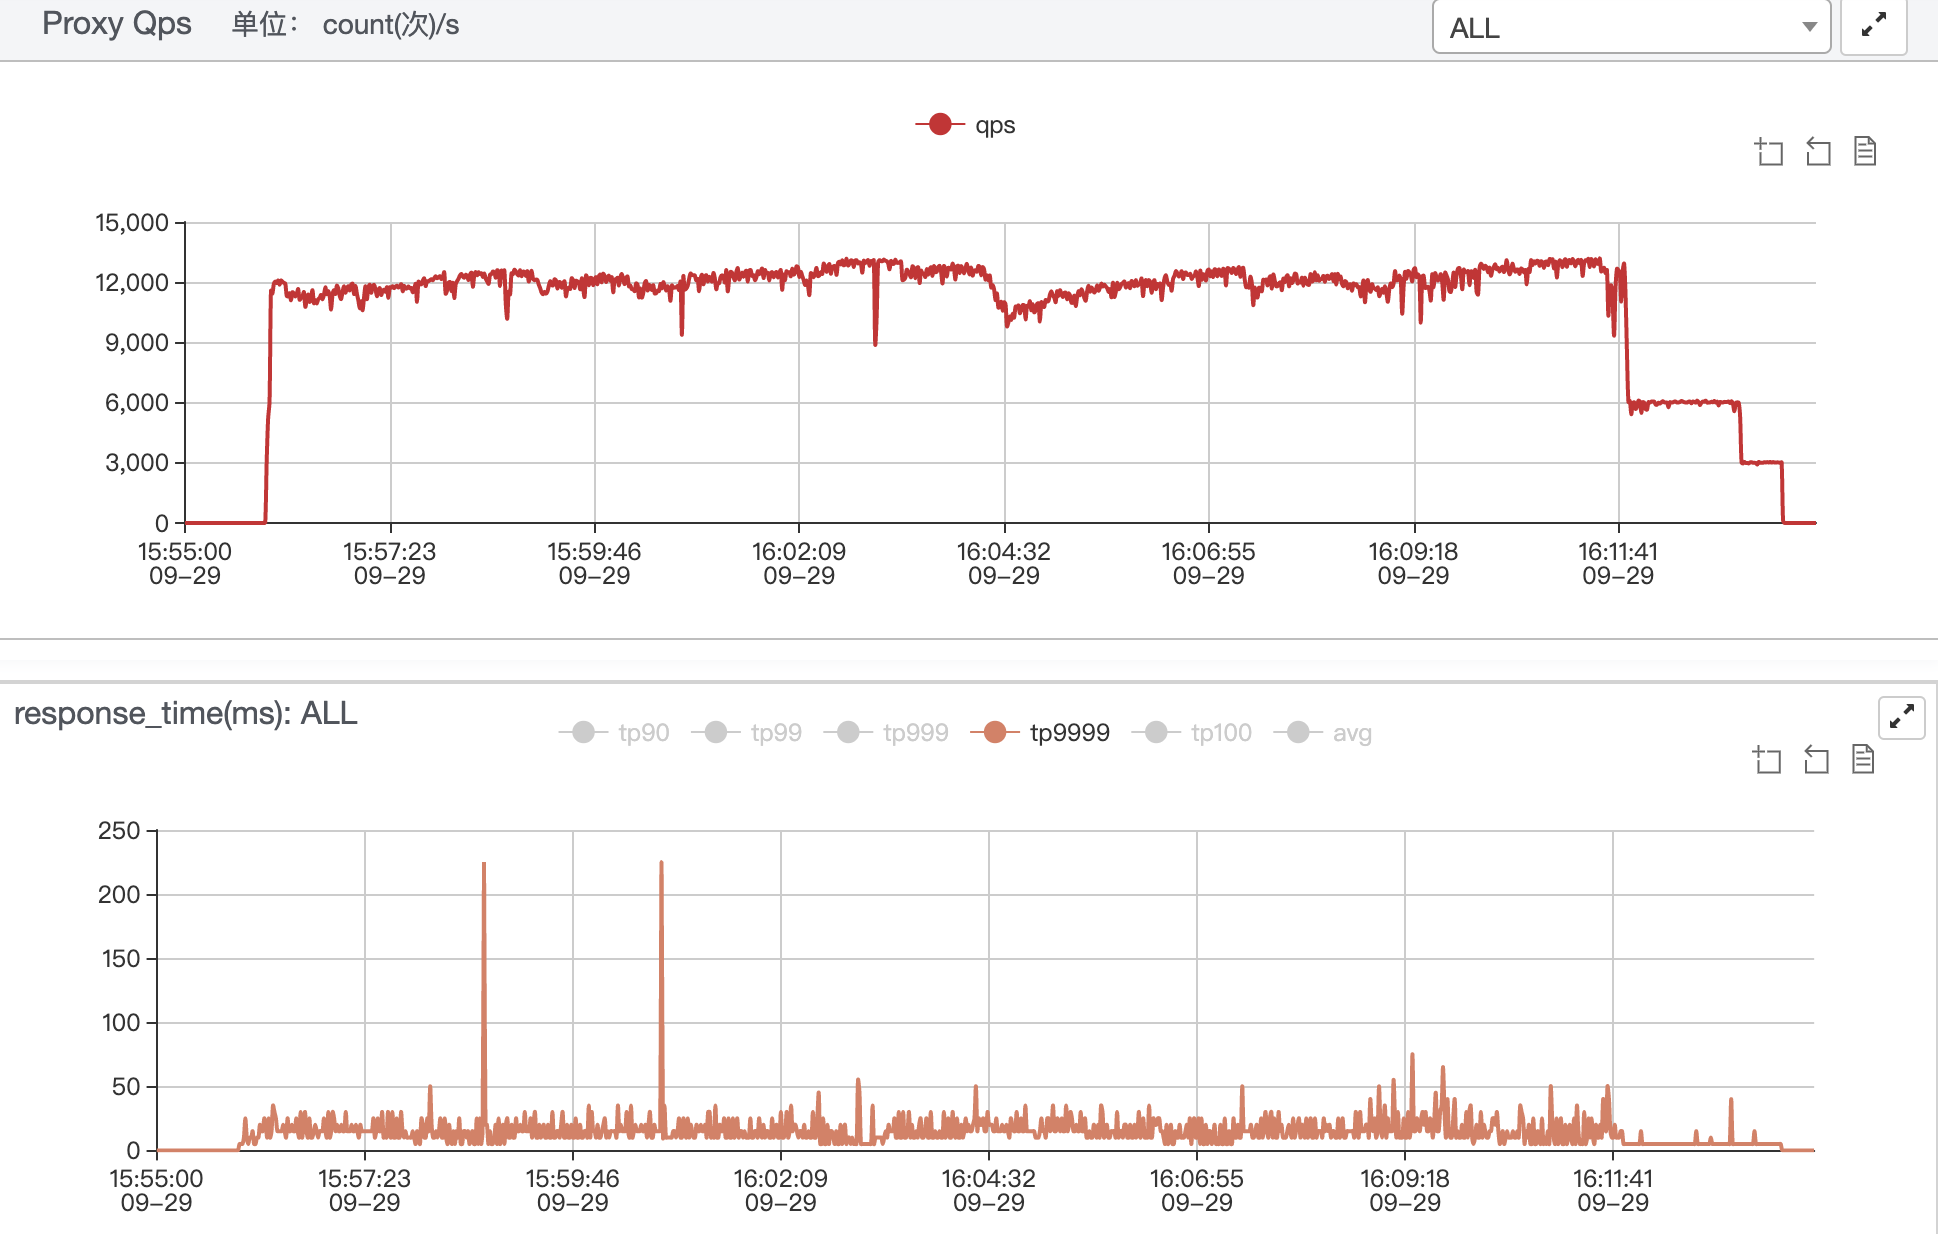 Proxy Qps 单位： count(次)/s
ALL
qps
15,000
12,000
9,000
6,000
3,000
0
15:55:00 15:57:23 15:59:46 16:02:09 16:04:32 16:06:55 16:09:18 16:11:41
09-29 09-29 09-29 09-29 09-29 09-29 09-29 09-29
response_time(ms): ALL
tp90 tp99 tp999 tp9999 tp100 avg
250
200
150
100
50
0
15:55:00 15:57:23 15:59:46 16:02:09 16:04:32 16:06:55 16:09:18 16:11:41
09-29 09-29 09-29 09-29 09-29 09-29 09-29 09-29